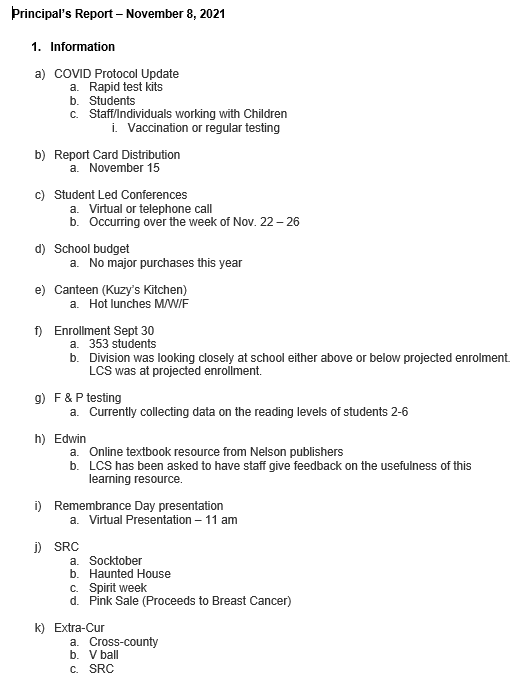 Principal's Report – November 8, 2021
1. Information
a) COVID Protocol Update
a. Rapid test kits
b. Students
c. Staff/Individuals working with Children
i. Vaccination or regular testing
b) Report Card Distribution
a. November 15
c) Student Led Conferences
a. Virtual or telephone call
b. Occurring over the week of Nov. 22 – 26
d) School budget
a. No major purchases this year
e) Canteen (Kuzy's Kitchen)
a. Hot lunches M/W/F
f) Enrollment Sept 30
a. 353 students
b. Division was looking closely at school either above or below projected enrolment.
LCS was at projected enrollment.
g) F & P testing
a. Currently collecting data on the reading levels of students 2-6
h) Edwin
a. Online textbook resource from Nelson publishers
b. LCS has been asked to have staff give feedback on the usefulness of this
learning resource.
i) Remembrance Day presentation
a. Virtual Presentation – 11 am
j) SRC
a. Socktober
b. Haunted House
c. Spirit week
d. Pink Sale (Proceeds to Breast Cancer)
k) Extra-Cur
a. Cross-county
b. V ball
c. SRC